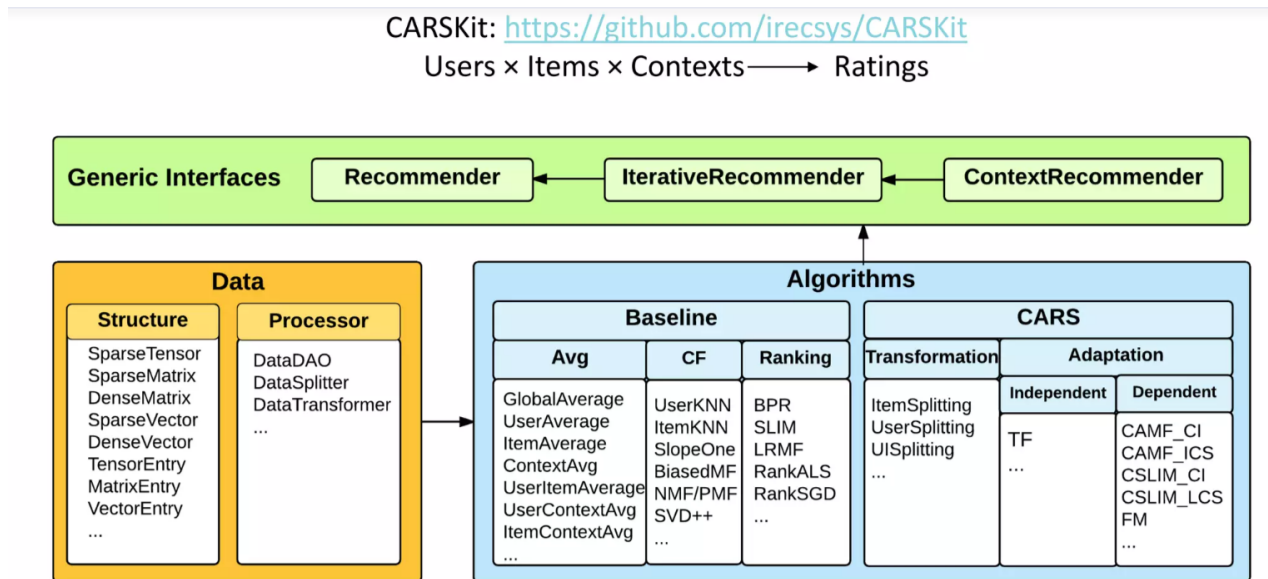 CARSKit: https://github.com/irecsys/CARSKit
Users × Items × Contexts → Ratings
Generic Interfaces
Recommender
IterativeRecommender
ContextRecommender
Data
Structure
SparseTensor
SparseMatrix
DenseMatrix
SparseVector
DenseVector
TensorEntry
MatrixEntry
VectorEntry
...
Processor
DataDAO
DataSplitter
DataTransformer
...
Algorithms
Baseline
Avg
GlobalAverage
UserAverage
ItemAverage
ContextAvg
UserItemAverage
UserContextAvg
ItemContextAvg
...
CF
UserKNN
ItemKNN
SlopeOne
BiasedMF
NMF/PMF
SVD++
...
Ranking
BPR
SLIM
LRMF
RankALS
RankSGD
...
CARS
Transformation
ItemSplitting
UserSplitting
UISplitting
...
Adaptation
Independent
TF
...
Dependent
CAMF_CI
CAMF_ICS
CSLIM_CI
CSLIM_LCS
FM
...